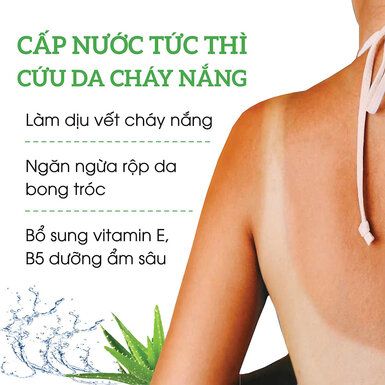 CẤP NƯỚC TỨC THÌ
CỨU DA CHÁY NẮNG
Làm dịu vết cháy nắng
Ngăn ngừa rộp da
bong tróc
Bổ sung vitamin E,
B5 dưỡng ẩm sâu